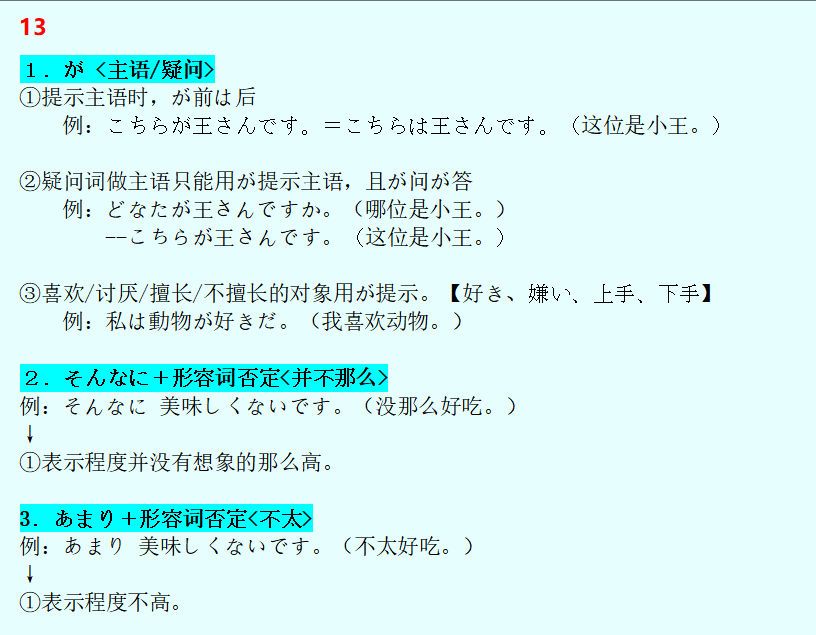 13
１．が <主语/疑问>
①提示主语时，が前は后
例：こちらが王さんです。＝こちらは王さんです。（这位是小王。）
②疑问词做主语只能用が提示主语，且が问が答
例：どなたが王さんですか。（哪位是小王。）
--こちらが王さんです。（这位是小王。）
③喜欢/讨厌/擅长/不擅长的对象用が提示。【好き、嫌い、上手、下手】
例：私は動物が好きだ。（我喜欢动物。）
２．そんなに＋形容词否定<并不那么>
例：そんなに 美味しくないです。（没那么好吃。）
↓
①表示程度并没有想象的那么高。
3．あまり＋形容词否定<不太>
例：あまり 美味しくないです。（不太好吃。）
↓
①表示程度不高。